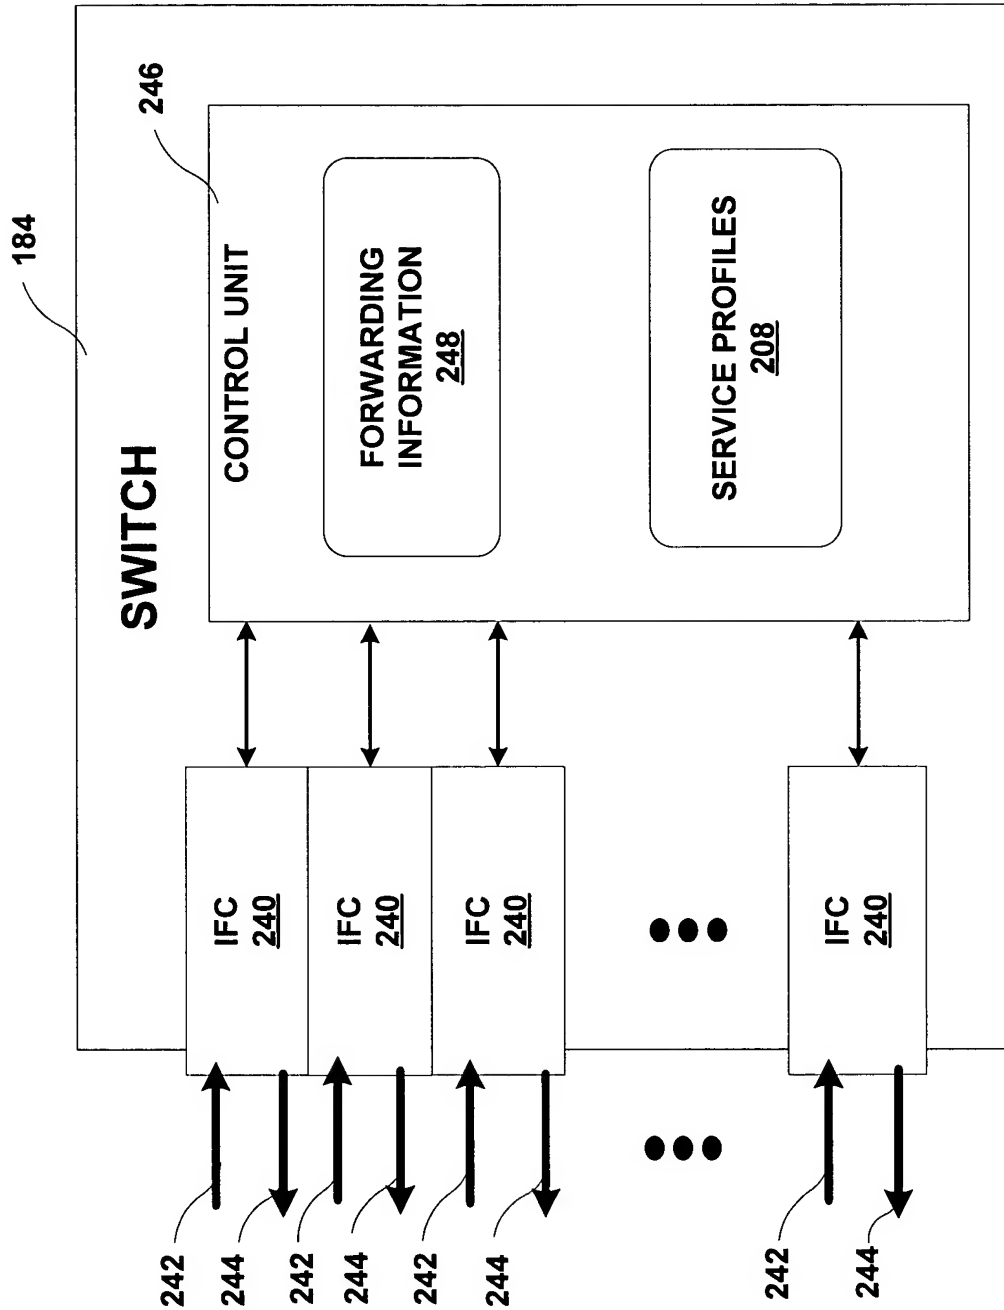 184
SWITCH
246
CONTROL UNIT
242
244
242
244
242
244
242
244
IFC
240
IFC
240
IFC
240
IFC
240
FORWARDING
INFORMATION
248
SERVICE PROFILES
208